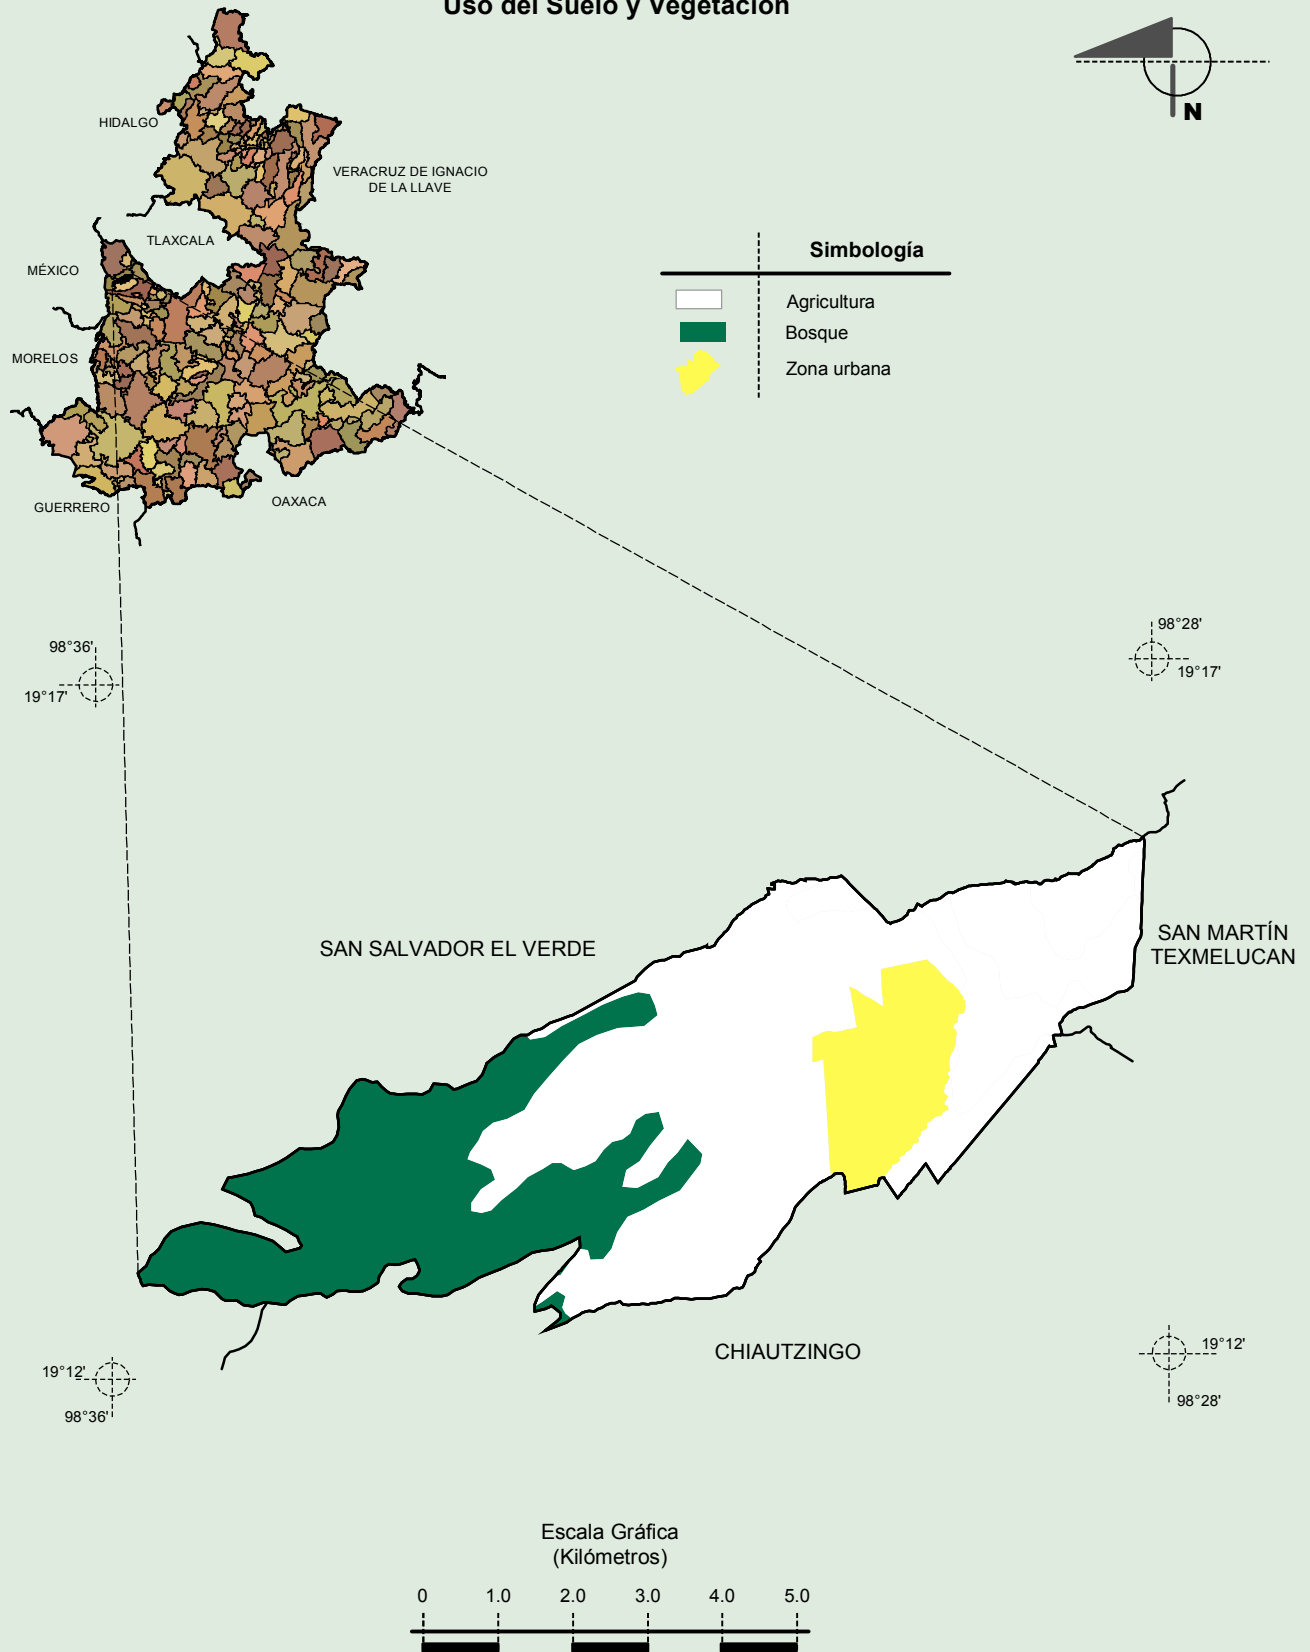 Uso del Suelo y Vegetación
N
HIDALGO
VERACRUZ DE IGNACIO
DE LA LLAVE
TLAXCALA
MÉXICO
MORELOS
GUERRERO
OAXACA
Simbología
Agricultura
Bosque
Zona urbana
98°36'
19°17'
98°28'
19°17'
SAN SALVADOR EL VERDE
SAN MARTÍN
TEXMELUCAN
CHIAUTZINGO
19°12'
98°36'
19°12'
98°28'
Escala Gráfica
(Kilómetros)
0 1.0 2.0 3.0 4.0 5.0